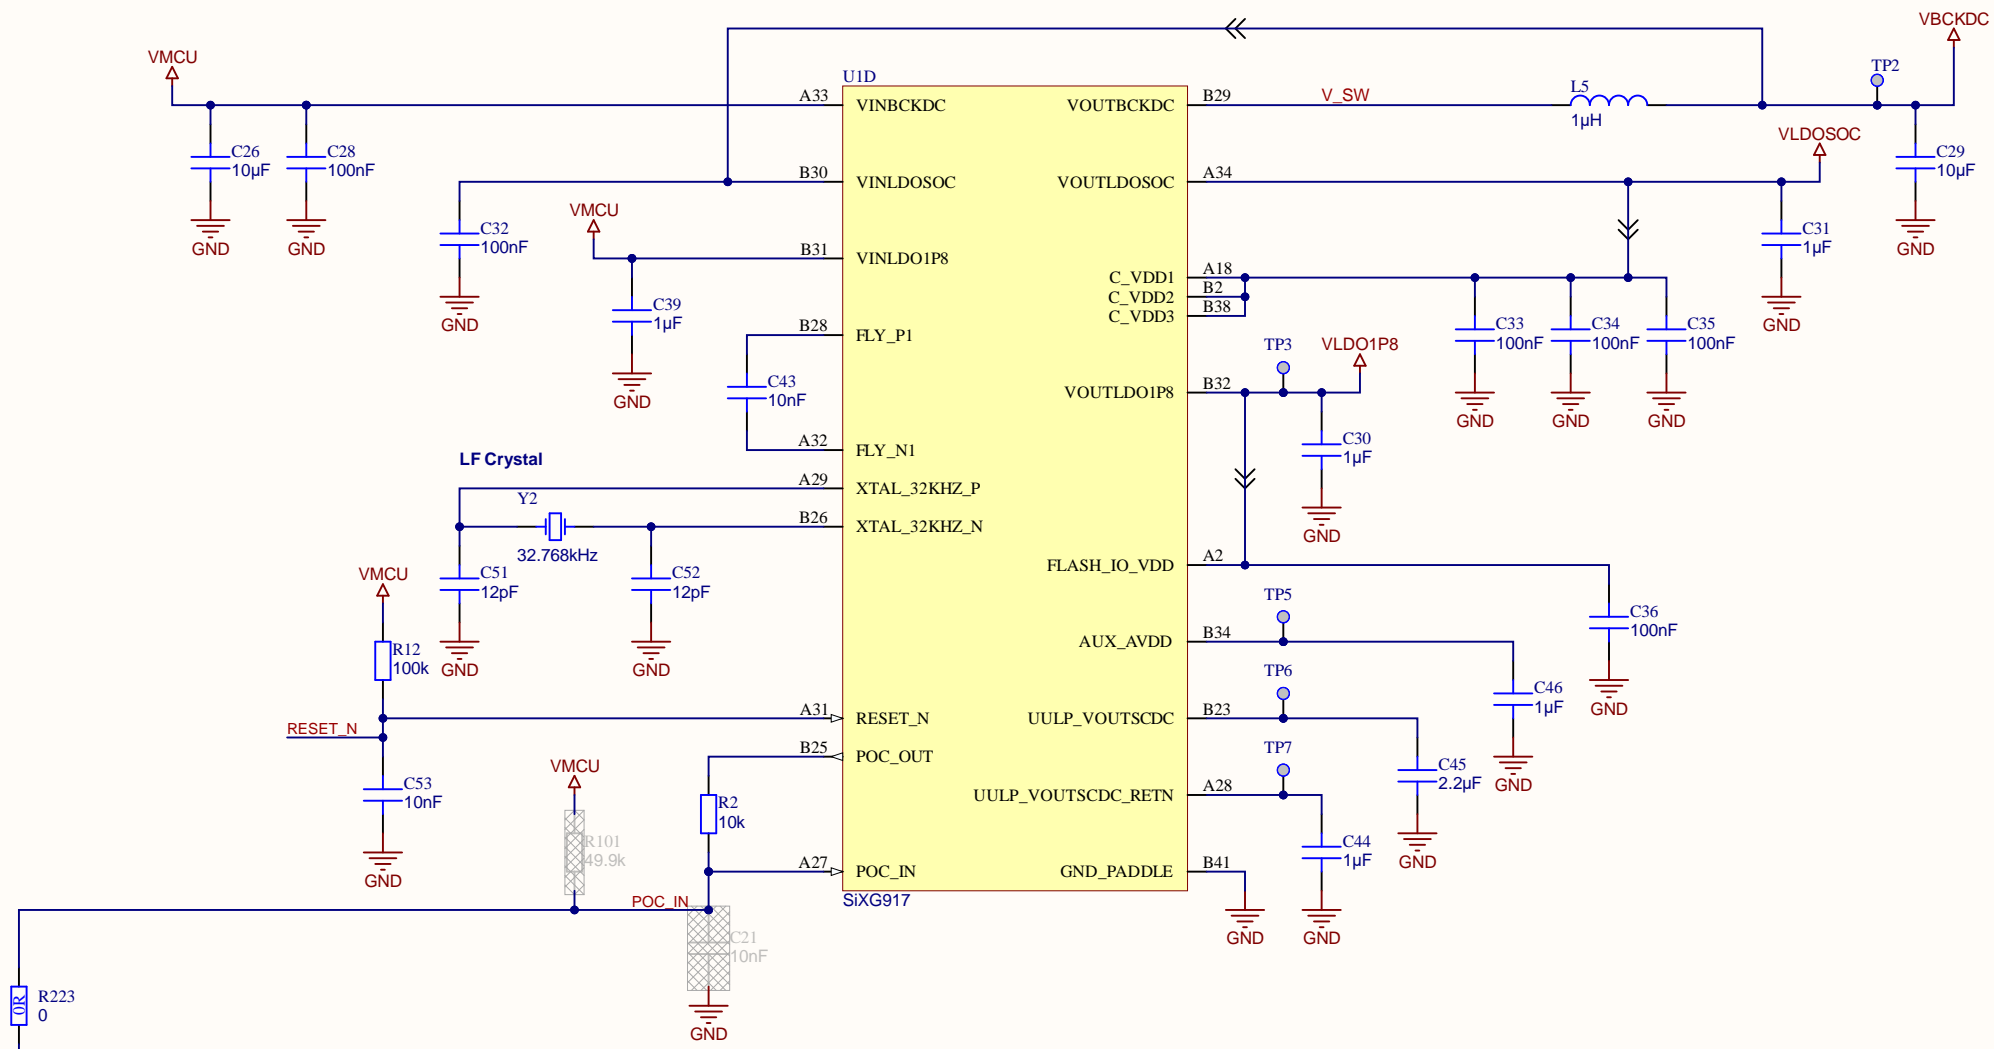 VBCKDC
VMCU
TP2
U1D
A33
VINBCKDC
VOUTBCKDC
B29
V_SW
L5
1µH
VLDOSOC
C26
10µF
C28
100nF
C29
10µF
B30
VINLDOSOC
VOUTLDOSOC
A34
GND
GND
VMCU
C32
100nF
C31
1µF
GND
B31
VINLDO1P8
C_VDD1
A18
C_VDD2
B2
C_VDD3
B38
GND
C39
1µF
GND
B28
FLY_P1
C33
100nF
C34
100nF
C35
100nF
TP3
VLDO1P8
GND
C43
10nF
VOUTLDO1P8
B32
GND
GND
GND
A32
FLY_N1
C30
1µF
LF Crystal
A29
XTAL_32KHZ_P
Y2
B26
XTAL_32KHZ_N
GND
32.768kHz
FLASH_IO_VDD
A2
VMCU
C51
12pF
C52
12pF
TP5
C36
100nF
R12
100k
GND
GND
AUX_AVDD
B34
TP6
C46
1µF
GND
RESET_N
A31
RESET_N
UULP_VOUTSCDC
B23
B25
POC_OUT
TP7
VMCU
C45
2.2µF
GND
C53
10nF
UULP_VOUTSCDC_RETN
A28
R2
10k
R101
49.9k
C44
1µF
GND
GND
A27
POC_IN
GND_PADDLE
B41
POC_IN
SiXG917
GND
GND
C21
10nF
R223
0
0R
GND